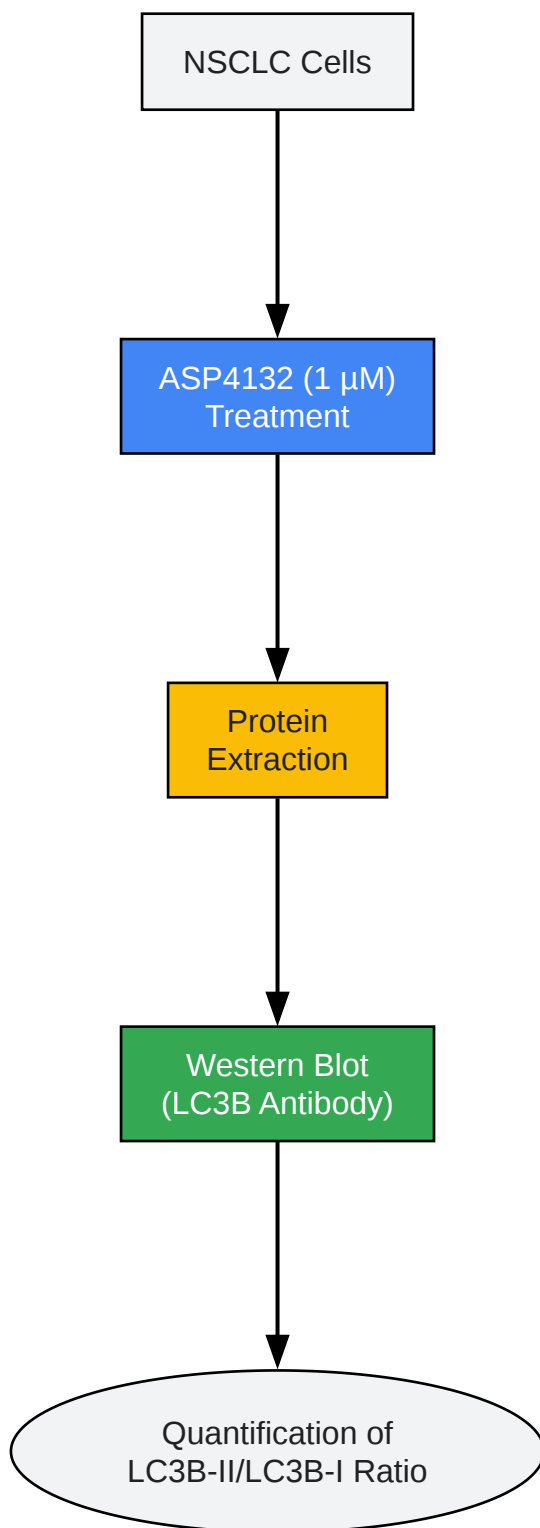 NSCLC Cells
ASP4132 (1 µM)
Treatment
Protein
Extraction
Western Blot
(LC3B Antibody)
Quantification of
LC3B-II/LC3B-I Ratio